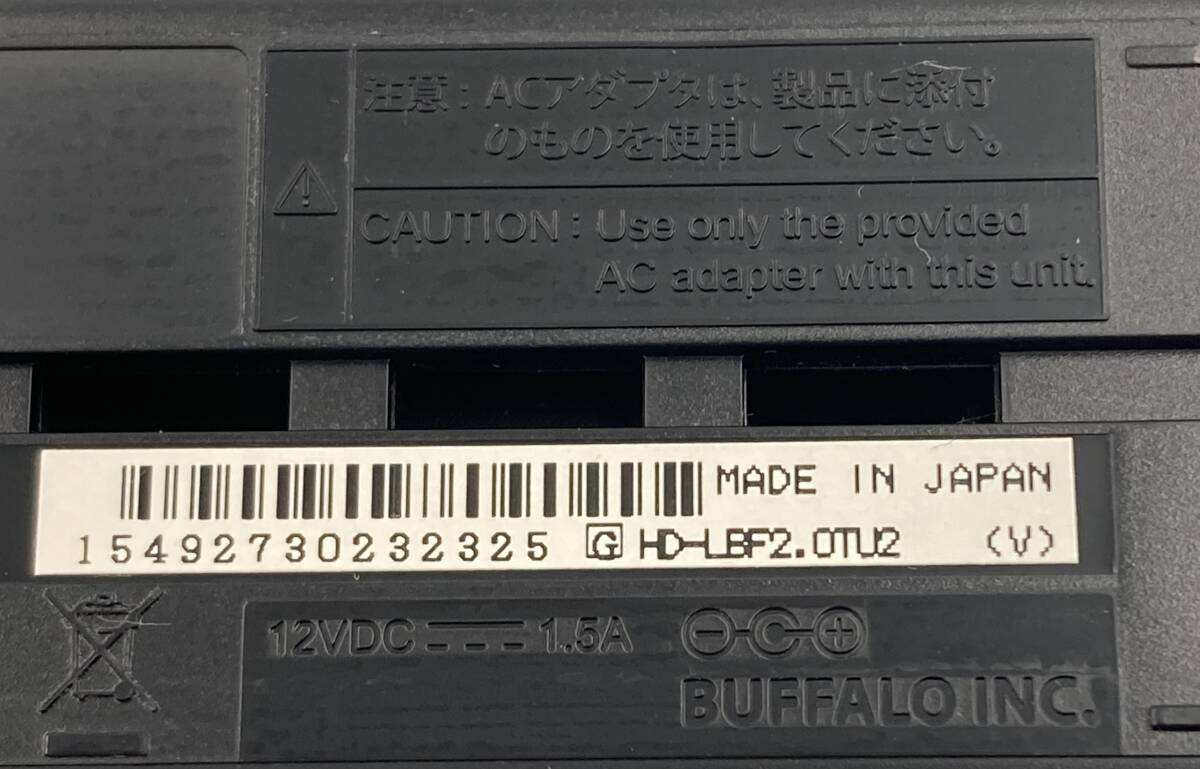 注意：ACアダプタは、製品に添付
のものを使用してください。
CAUTION : Use only the provided
AC adapter with this unit.
MADE IN JAPAN
15492730232325 G HD-LBF2.0TU2 (V)
12VDC 1.5A
BUFFALO INC.